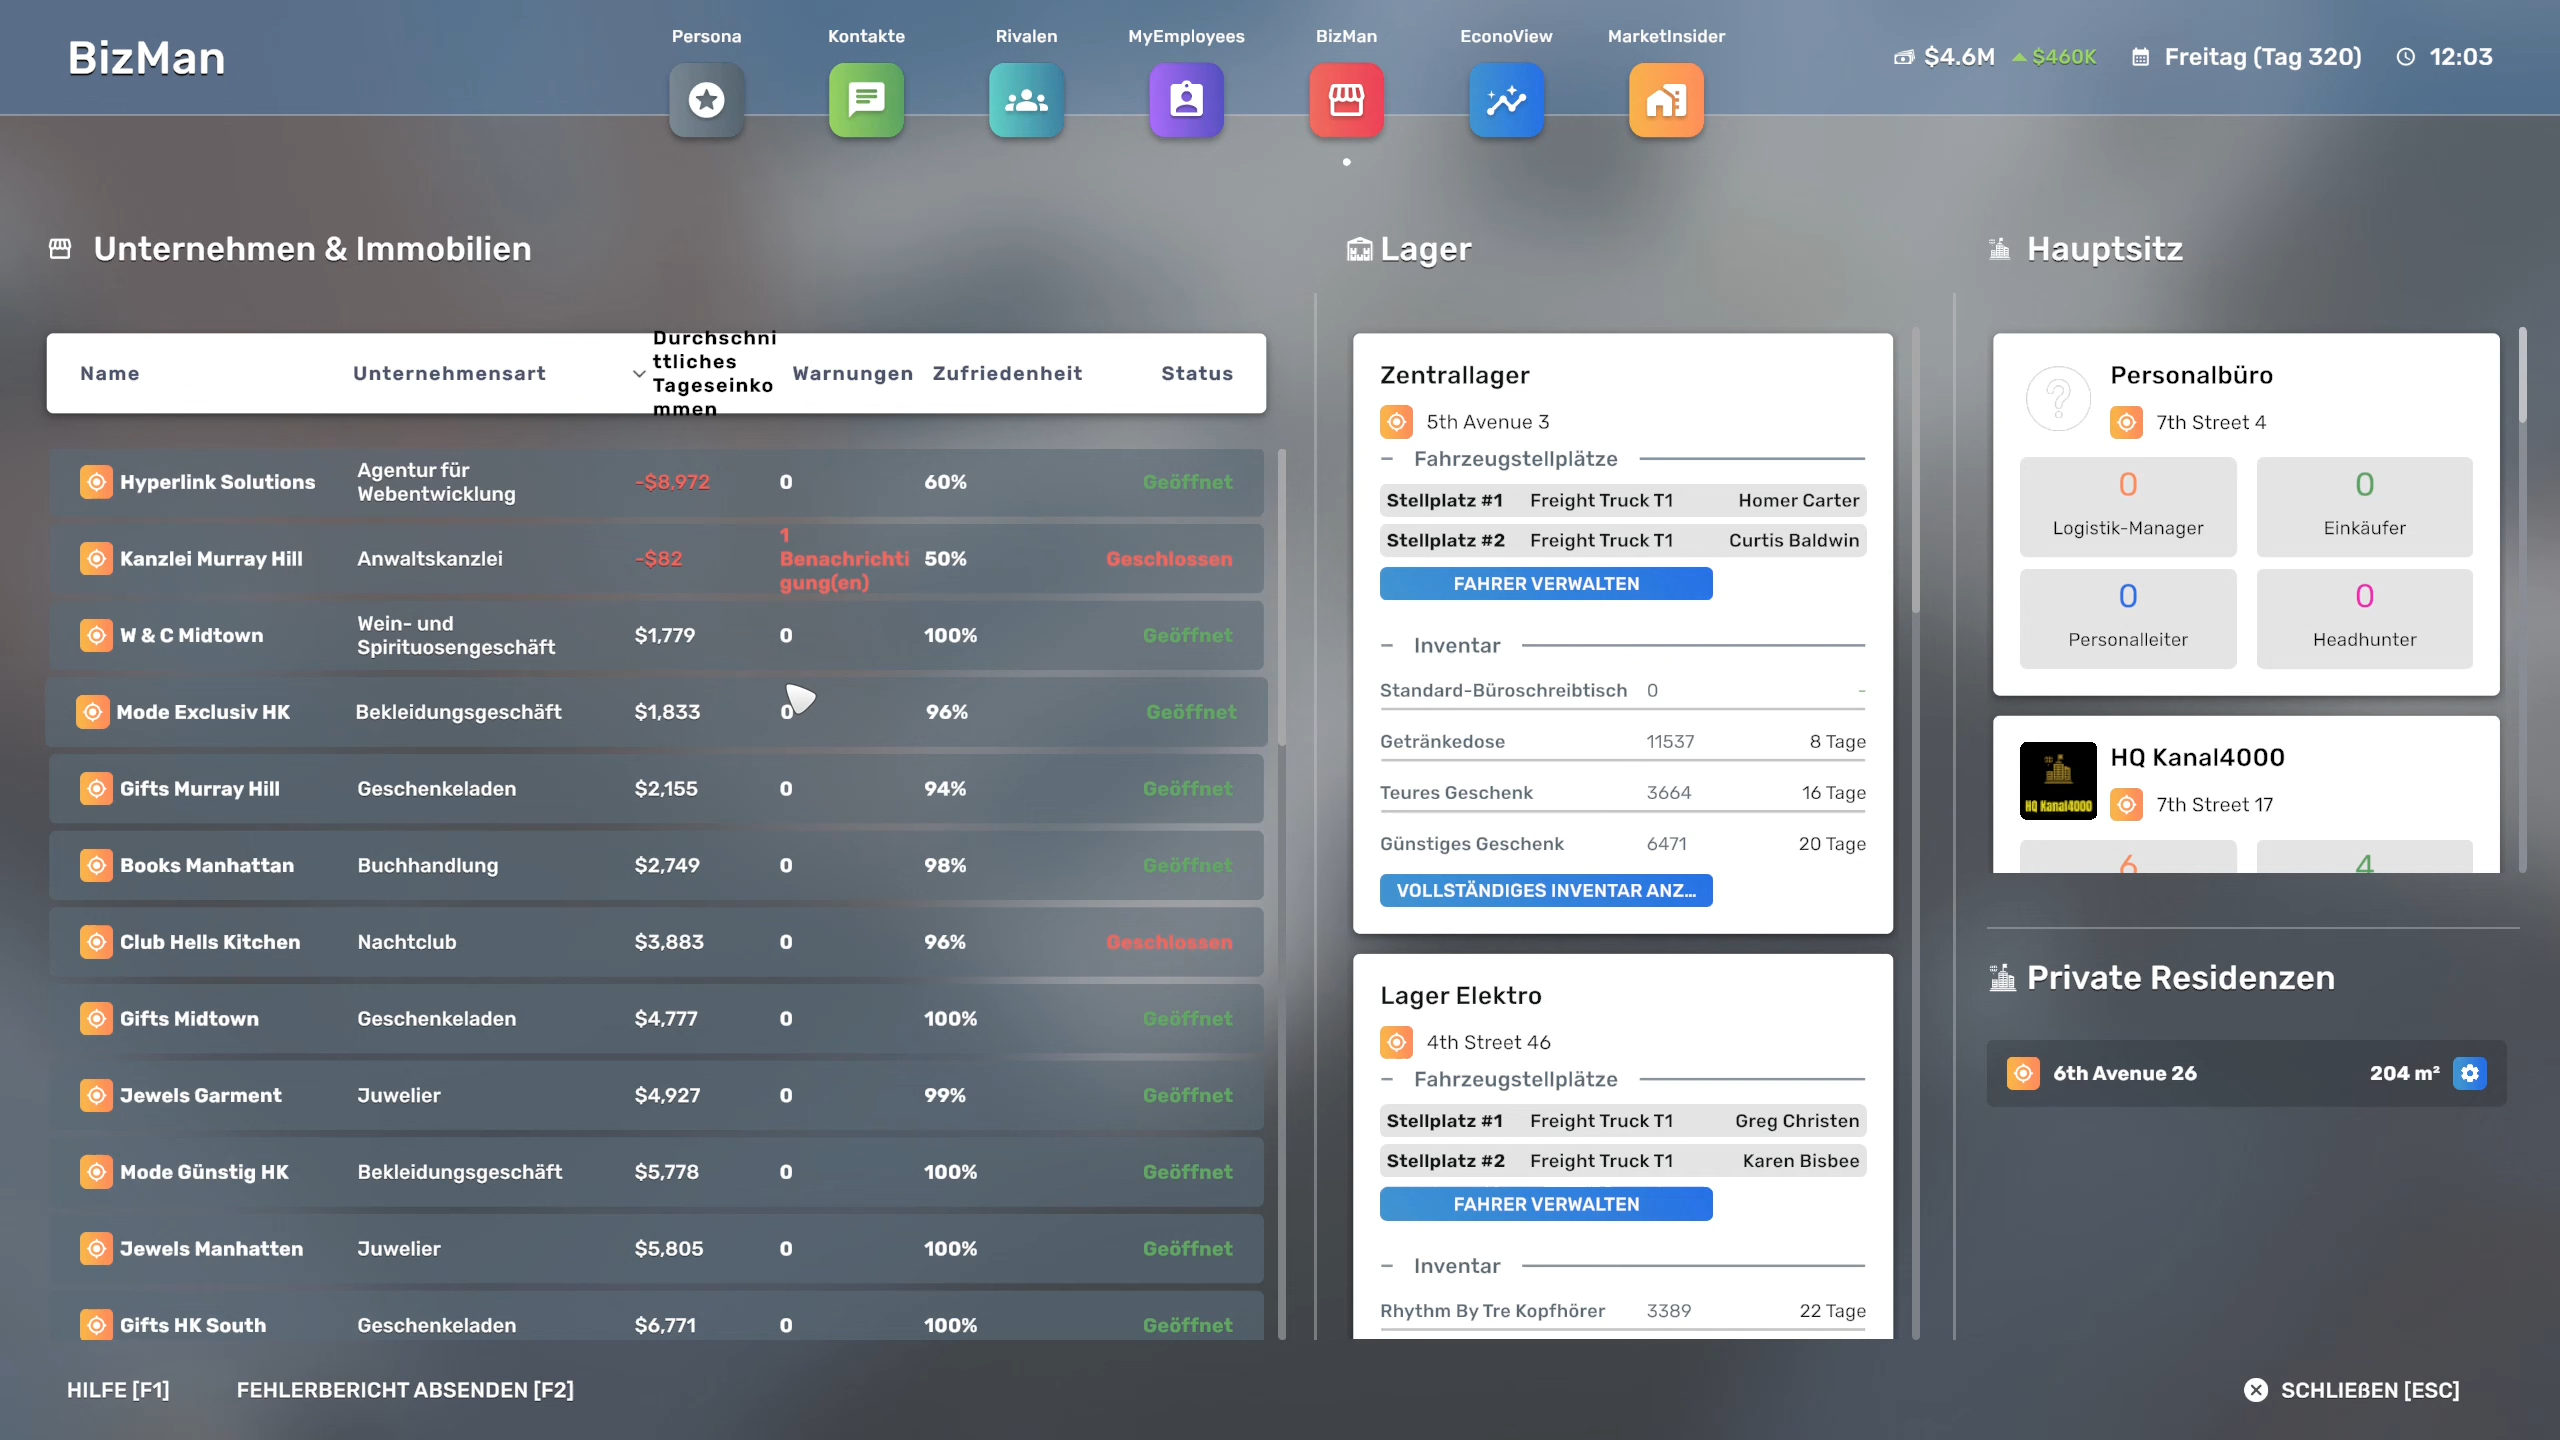 BizMan
Persona
Kontakte
Rivalen
MyEmployees
BizMan
EconoView
MarketInsider
$4.6M
$460K
Freitag (Tag 320)
12:03
Unternehmen & Immobilien
Name
Unternehmensart
Durchschni
ttliches
Tageseinko
mmen
Warnungen
Zufriedenheit
Status
Hyperlink Solutions
Agentur für
Webentwicklung
-$8,972
0
60%
Geöffnet
Kanzlei Murray Hill
Anwaltskanzlei
-$82
1
Benachrichti
gung(en)
50%
Geschlossen
W & C Midtown
Wein- und
Spirituosengeschäft
$1,779
0
100%
Geöffnet
Mode Exclusiv HK
Bekleidungsgeschäft
$1,833
0
96%
Geöffnet
Gifts Murray Hill
Geschenkeladen
$2,155
0
94%
Geöffnet
Books Manhattan
Buchhandlung
$2,749
0
98%
Geöffnet
Club Hells Kitchen
Nachtclub
$3,883
0
96%
Geschlossen
Gifts Midtown
Geschenkeladen
$4,777
0
100%
Geöffnet
Jewels Garment
Juwelier
$4,927
0
99%
Geöffnet
Mode Günstig HK
Bekleidungsgeschäft
$5,778
0
100%
Geöffnet
Jewels Manhatten
Juwelier
$5,805
0
100%
Geöffnet
Gifts HK South
Geschenkeladen
$6,771
0
100%
Geöffnet
Lager
Zentrallager
5th Avenue 3
Fahrzeugstellplätze
Stellplatz #1 Freight Truck T1 Homer Carter
Stellplatz #2 Freight Truck T1 Curtis Baldwin
FAHRER VERWALTEN
Inventar
Standard-Büroschreibtisch 0 -
Getränkedose 11537 8 Tage
Teures Geschenk 3664 16 Tage
Günstiges Geschenk 6471 20 Tage
VOLLSTÄNDIGES INVENTAR ANZ...
Lager Elektro
4th Street 46
Fahrzeugstellplätze
Stellplatz #1 Freight Truck T1 Greg Christen
Stellplatz #2 Freight Truck T1 Karen Bisbee
FAHRER VERWALTEN
Inventar
Rhythm By Tre Kopfhörer 3389 22 Tage
Hauptsitz
Personalbüro
7th Street 4
0
Logistik-Manager
0
Einkäufer
0
Personalleiter
0
Headhunter
HQ Kanal4000
HQ Kanal4000
7th Street 17
6
4
Private Residenzen
6th Avenue 26
204 m²
HILFE [F1]
FEHLERBERICHT ABSENDEN [F2]
SCHLIEßEN [ESC]